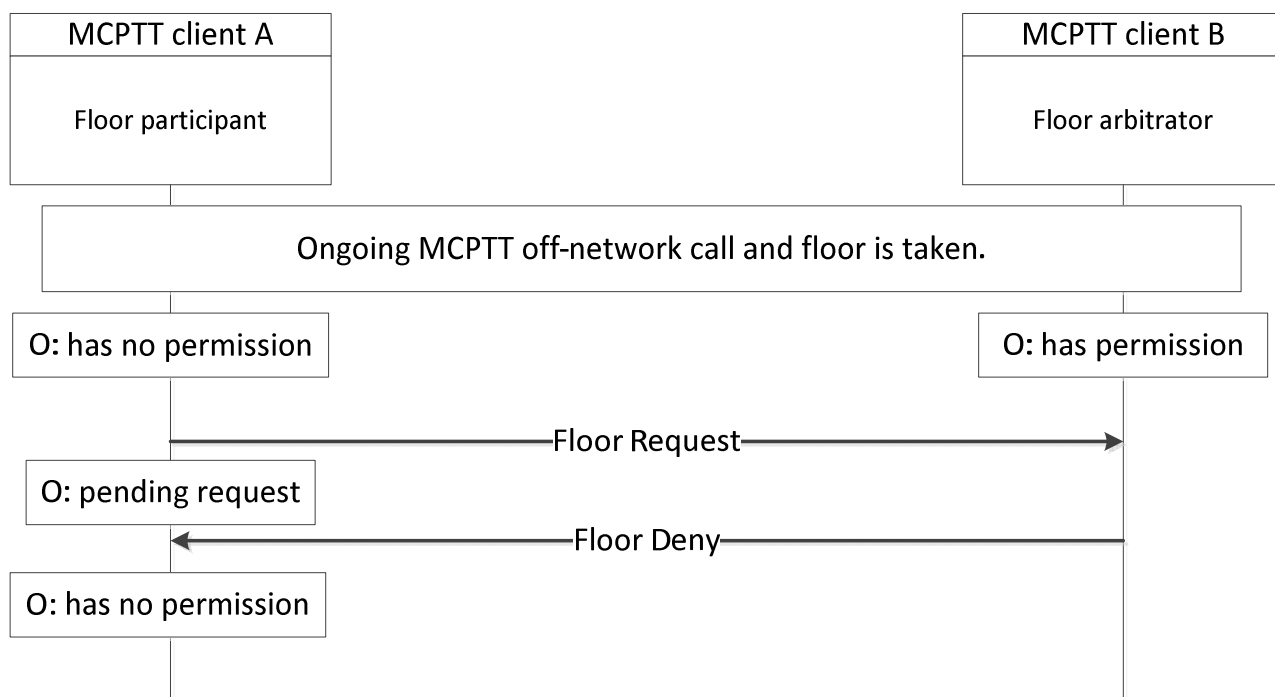 MCPTT client A
MCPTT client B
Floor participant
Floor arbitrator
Ongoing MCPTT off-network call and floor is taken.
O: has no permission
O: has permission
Floor Request
O: pending request
Floor Deny
O: has no permission